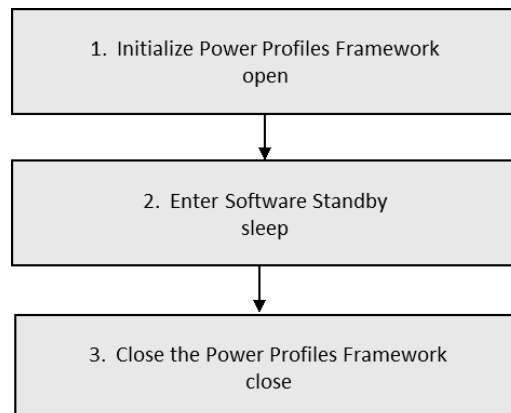 1. Initialize Power Profiles Framework
open
2. Enter Software Standby
sleep
3. Close the Power Profiles Framework
close